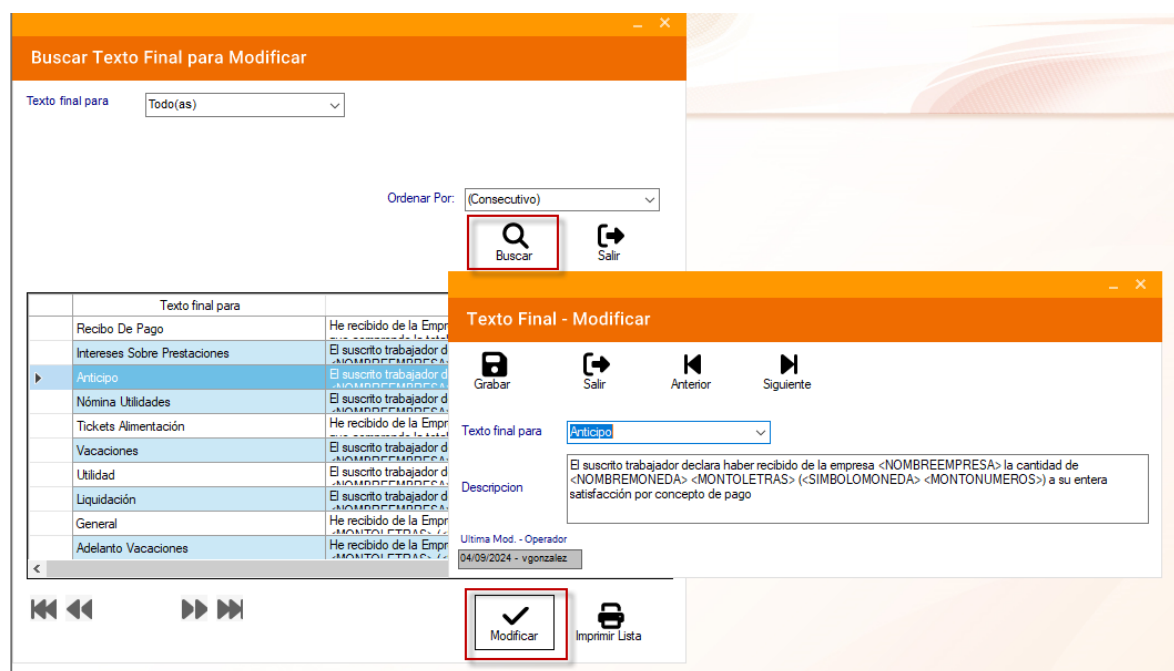 Buscar Texto Final para Modificar
Texto final para
Todo(as)
Ordenar Por:
(Consecutivo)
Buscar
Salir
Texto final para
Recibo De Pago
He recibido de la Empr
Intereses Sobre Prestaciones
El suscrito trabajador d
Anticipo
El suscrito trabajador d
Nómina Utilidades
El suscrito trabajador d
Tickets Alimentación
He recibido de la Empr
Vacaciones
El suscrito trabajador d
Utilidad
El suscrito trabajador d
Liquidación
El suscrito trabajador d
General
He recibido de la Empr
Adelanto Vacaciones
He recibido de la Empr
Modificar
Imprimir Lista
Texto Final - Modificar
Grabar
Salir
Anterior
Siguiente
Texto final para
Anticipo
Descripcion
El suscrito trabajador declara haber recibido de la empresa <NOMBREEMPRESA> la cantidad de
<NOMBREMONEDA> <MONTOLETRAS> (<SIMBOLOMONEDA> <MONTONUMEROS>) a su entera
satisfacción por concepto de pago
Ultima Mod. - Operador
04/09/2024 - vgonzalez